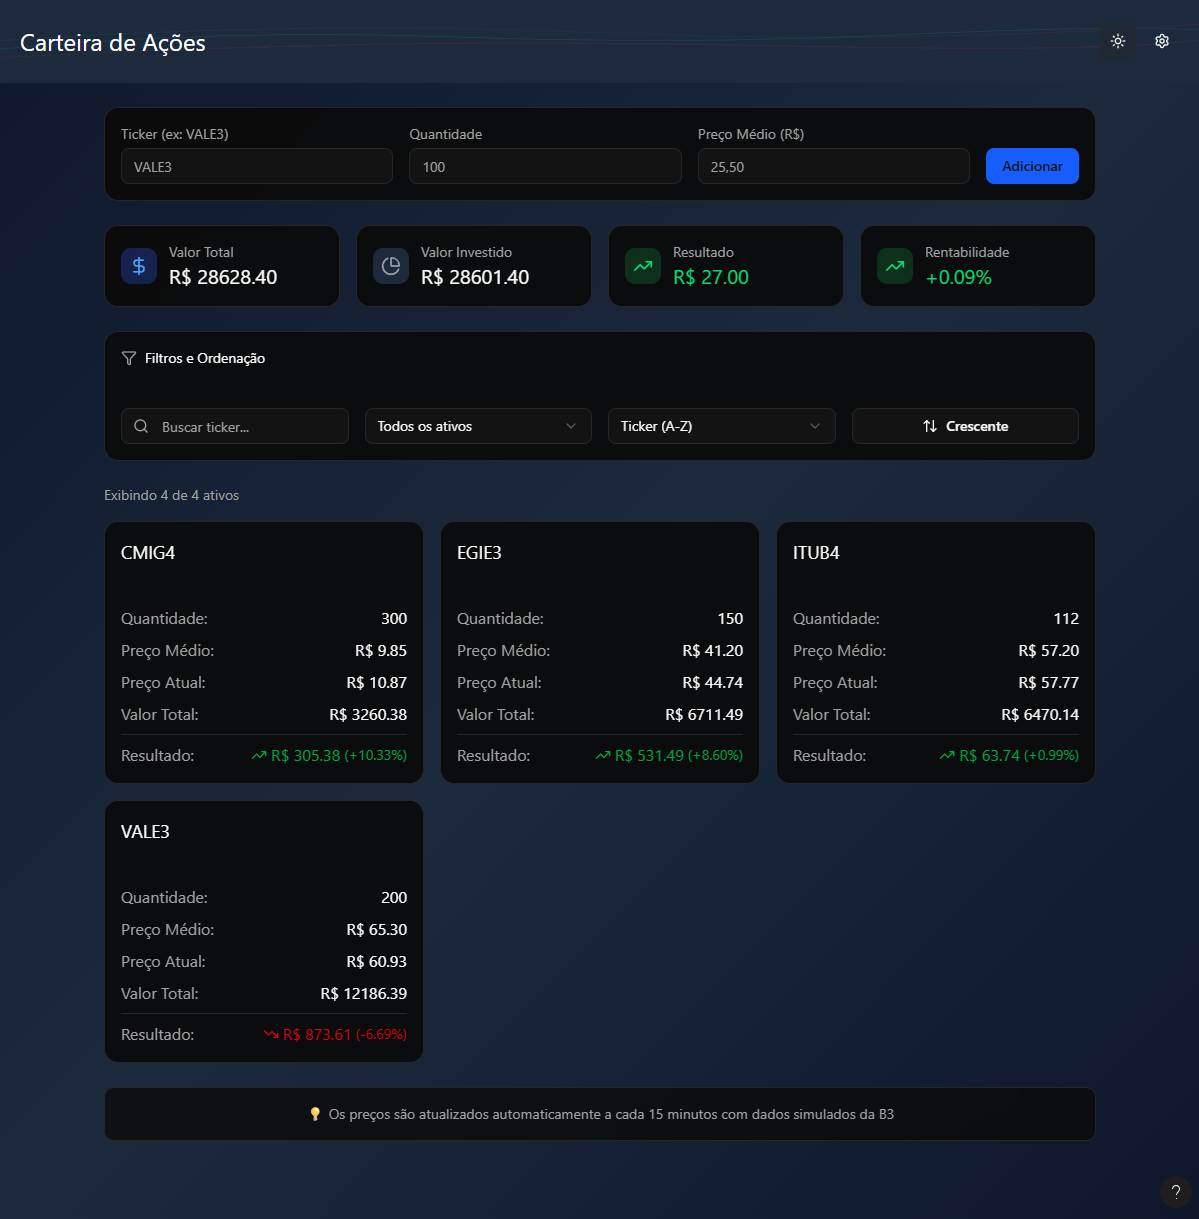 Carteira de Ações
Ticker (ex: VALE3)
VALE3
Quantidade
100
Preço Médio (R$)
25,50
Adicionar
Valor Total
R$ 28628.40
Valor Investido
R$ 28601.40
Resultado
R$ 27.00
Rentabilidade
+0.09%
Filtros e Ordenação
Buscar ticker...
Todos os ativos
Ticker (A-Z)
Crescente
Exibindo 4 de 4 ativos
CMIG4
Quantidade: 300
Preço Médio: R$ 9.85
Preço Atual: R$ 10.87
Valor Total: R$ 3260.38
Resultado: R$ 305.38 (+10.33%)
EGIE3
Quantidade: 150
Preço Médio: R$ 41.20
Preço Atual: R$ 44.74
Valor Total: R$ 6711.49
Resultado: R$ 531.49 (+8.60%)
ITUB4
Quantidade: 112
Preço Médio: R$ 57.20
Preço Atual: R$ 57.77
Valor Total: R$ 6470.14
Resultado: R$ 63.74 (+0.99%)
VALE3
Quantidade: 200
Preço Médio: R$ 65.30
Preço Atual: R$ 60.93
Valor Total: R$ 12186.39
Resultado: R$ 873.61 (-6.69%)
💡 Os preços são atualizados automaticamente a cada 15 minutos com dados simulados da B3
?